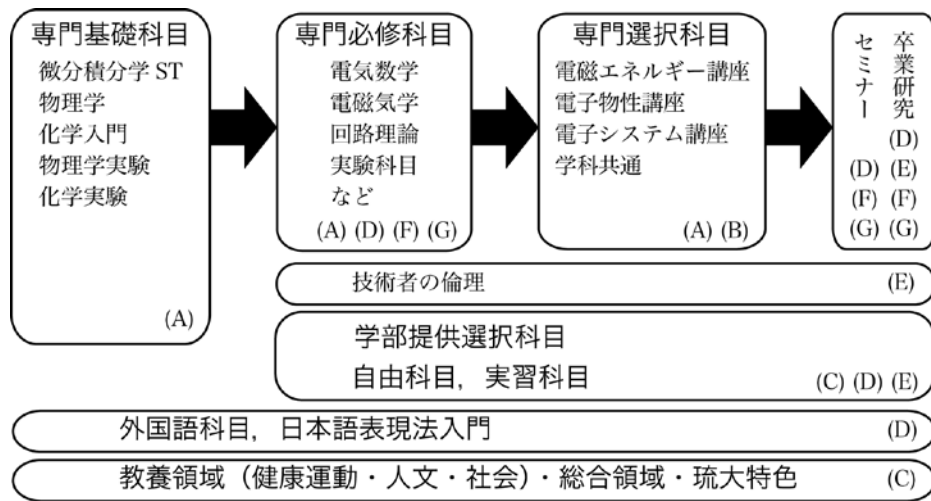 専門基礎科目
微分積分学 ST
物理学
化学入門
物理学実験
化学実験
(A)
専門必修科目
電気数学
電磁気学
回路理論
実験科目
など
(A) (D) (F) (G)
専門選択科目
電磁エネルギー講座
電子物性講座
電子システム講座
学科共通
(A) (B)
卒業研究
(D)
(E)
(F)
(G)
セミナー
(D)
(F)
(G)
技術者の倫理 (E)
学部提供選択科目
自由科目，実習科目 (C) (D) (E)
外国語科目，日本語表現法入門 (D)
教養領域（健康運動・人文・社会）・総合領域・琉大特色 (C)